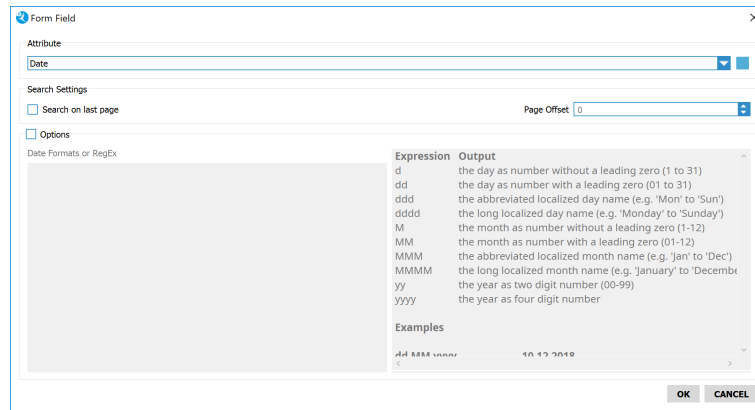 Form Field
Attribute
Date
Search Settings
Search on last page
Page Offset 0
Options
Date Formats or RegEx
Expression Output
d the day as number without a leading zero (1 to 31)
dd the day as number with a leading zero (01 to 31)
ddd the abbreviated localized day name (e.g. 'Mon' to 'Sun')
dddd the long localized day name (e.g. 'Monday' to 'Sunday')
M the month as number without a leading zero (1-12)
MM the month as number with a leading zero (01-12)
MMM the abbreviated localized month name (e.g. 'Jan' to 'Dec')
MMMM the long localized month name (e.g. 'January' to 'Decembe
yy the year as two digit number (00-99)
yyyy the year as four digit number
Examples
dd.MM.yyyy 10.12.2018
OK CANCEL